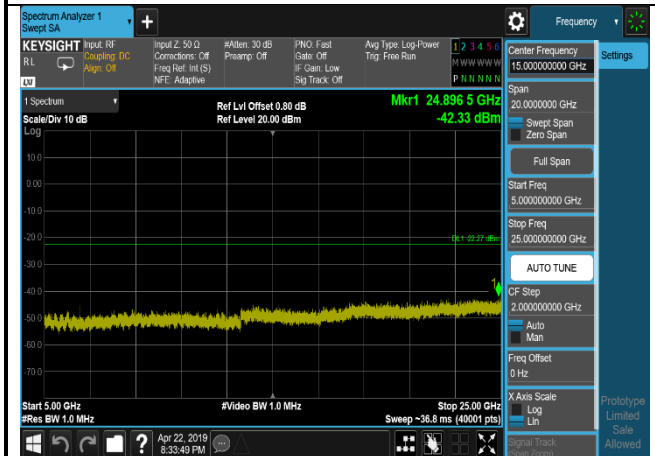 Spectrum Analyzer 1
Swept SA
+
Frequency
KEYSIGHT
RL
LXI
Input: RF
Coupling: DC
Align: Off
Input Z: 50 Ω
Corrections: Off
Freq Ref: Int (S)
NFE: Adaptive
#Atten: 30 dB
Preamp: Off
PNO: Fast
Gate: Off
IF Gain: Low
Sig Track: Off
Avg Type: Log-Power
Trig: Free Run
1 2 3 4 5 6
M W W W W W
P N N N N N
1 Spectrum
Scale/Div 10 dB
Log
Ref Lvl Offset 0.80 dB
Ref Level 20.00 dBm
Mkr1 24.896 5 GHz
-42.33 dBm
10.0
0.00
-10.0
-20.0
-30.0
-40.0
-50.0
-60.0
-70.0
DL1 -22.27 dBm
1
Start 5.00 GHz
#Res BW 1.0 MHz
#Video BW 1.0 MHz
Stop 25.00 GHz
Sweep ~36.8 ms (40001 pts)
Center Frequency
15.000000000 GHz
Span
20.0000000 GHz
Swept Span
Zero Span
Full Span
Start Freq
5.000000000 GHz
Stop Freq
25.000000000 GHz
AUTO TUNE
CF Step
2.000000000 GHz
Auto
Man
Freq Offset
0 Hz
X Axis Scale
Log
Lin
Signal Track
(Span Zoom)
Settings
Prototype
Limited
Sale
Allowed
?
Apr 22, 2019
8:33:49 PM